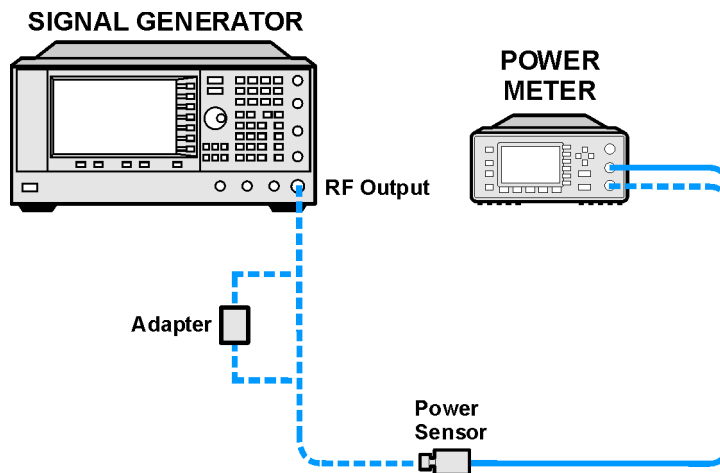 SIGNAL GENERATOR
POWER
METER
RF Output
Adapter
Power
Sensor